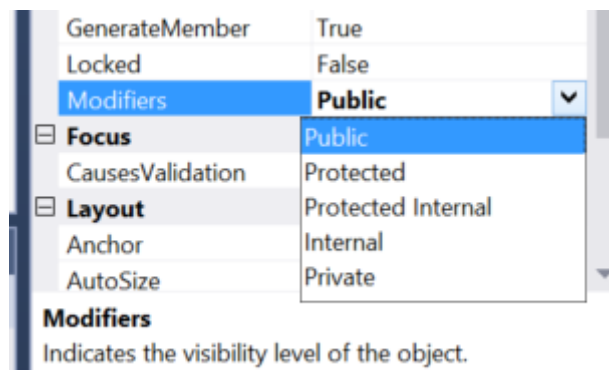 GenerateMember True
Locked False
Modifiers Public
Focus Public
CausesValidation Protected
Layout Protected Internal
Anchor Internal
AutoSize Private
Modifiers
Indicates the visibility level of the object.